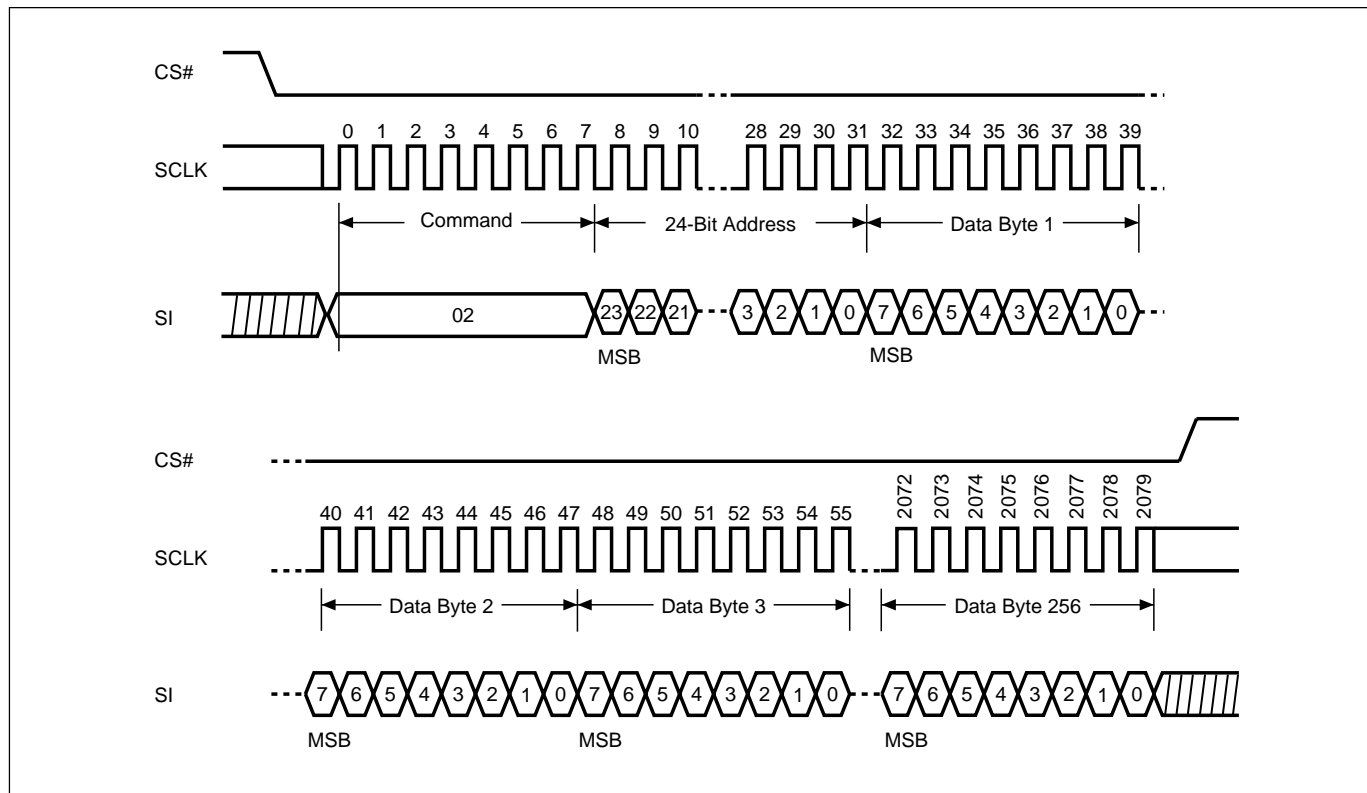 CS#
0 1 2 3 4 5 6 7 8 9 10 28 29 30 31 32 33 34 35 36 37 38 39
SCLK
Command 24-Bit Address Data Byte 1
SI 02 23 22 21 3 2 1 0 7 6 5 4 3 2 1 0
MSB MSB
CS#
2072 2073 2074 2075 2076 2077 2078 2079
40 41 42 43 44 45 46 47 48 49 50 51 52 53 54 55
SCLK
Data Byte 2 Data Byte 3 Data Byte 256
SI 7 6 5 4 3 2 1 0 7 6 5 4 3 2 1 0 7 6 5 4 3 2 1 0
MSB MSB MSB